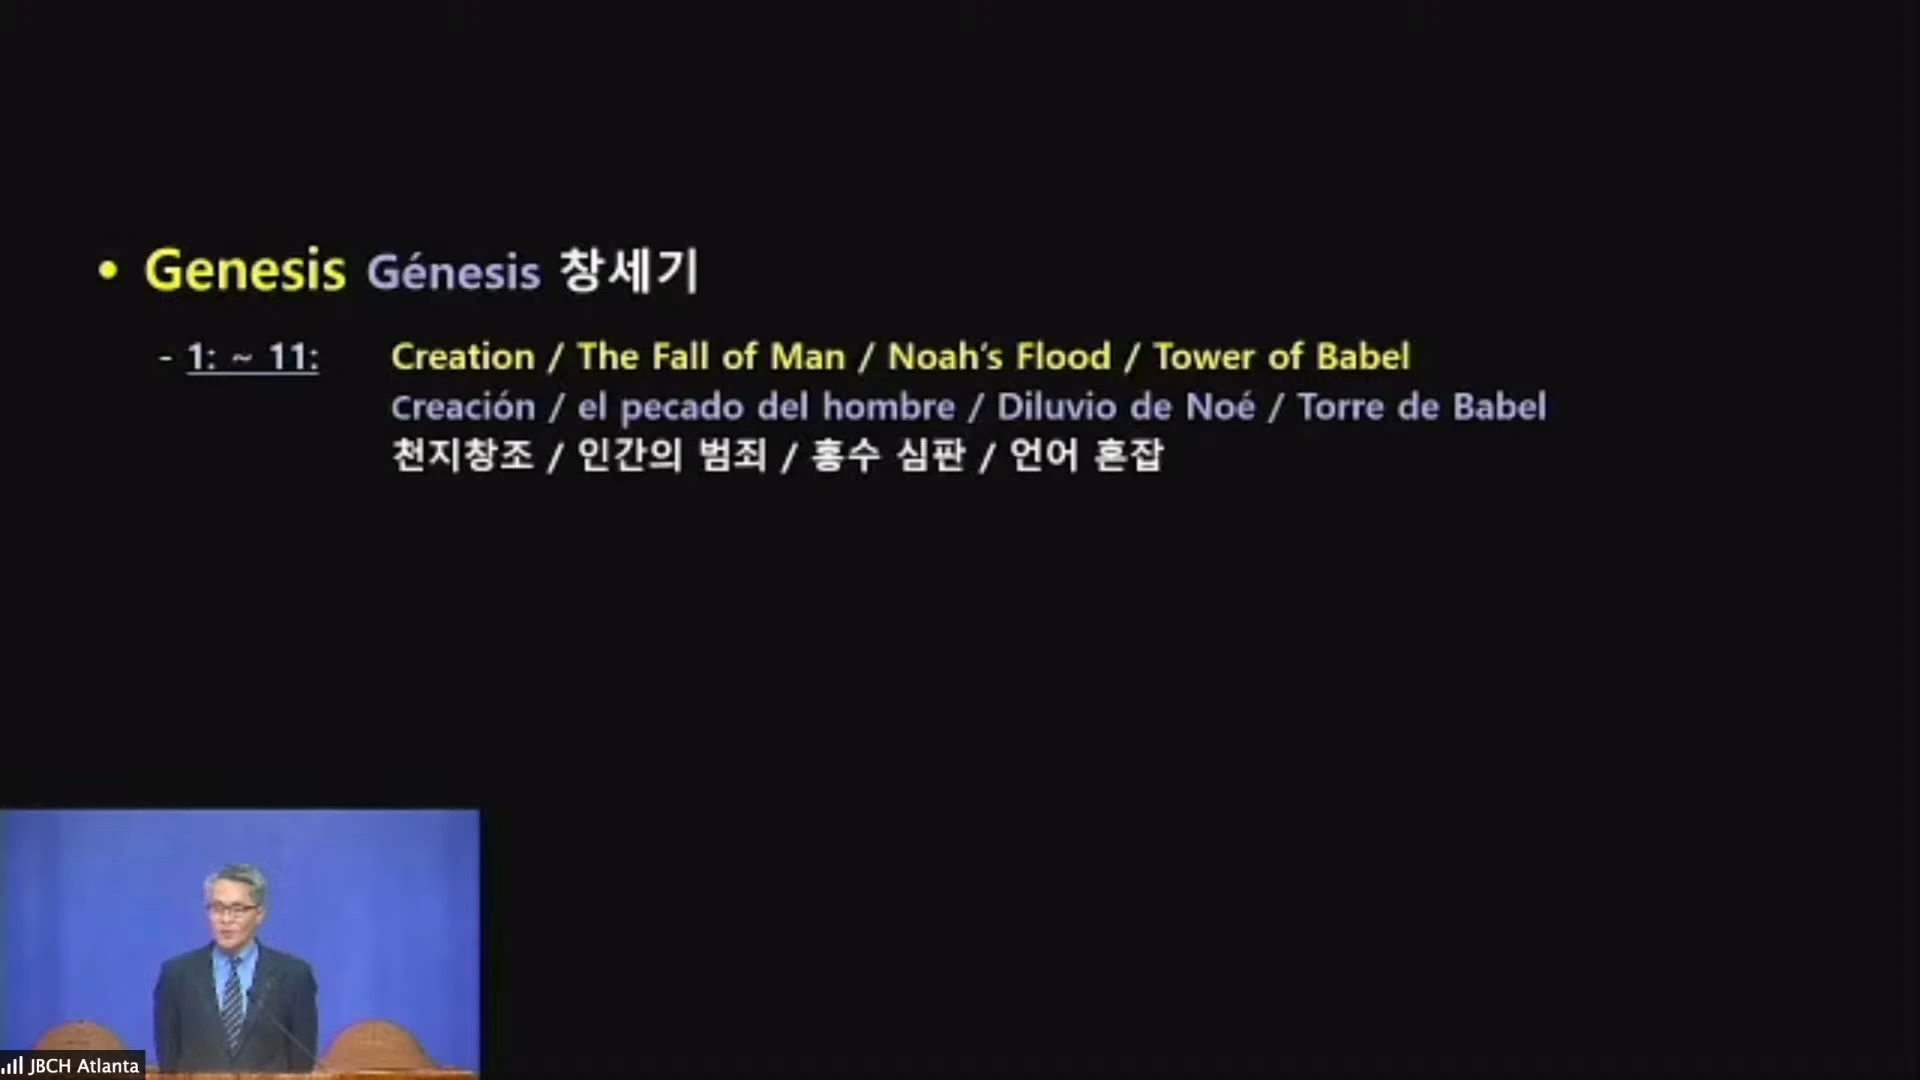 • Genesis Génesis 창세기
- 1: ~ 11: Creation / The Fall of Man / Noah's Flood / Tower of Babel
Creación / el pecado del hombre / Diluvio de Noé / Torre de Babel
천지창조 / 인간의 범죄 / 홍수 심판 / 언어 혼잡
JBCH Atlanta